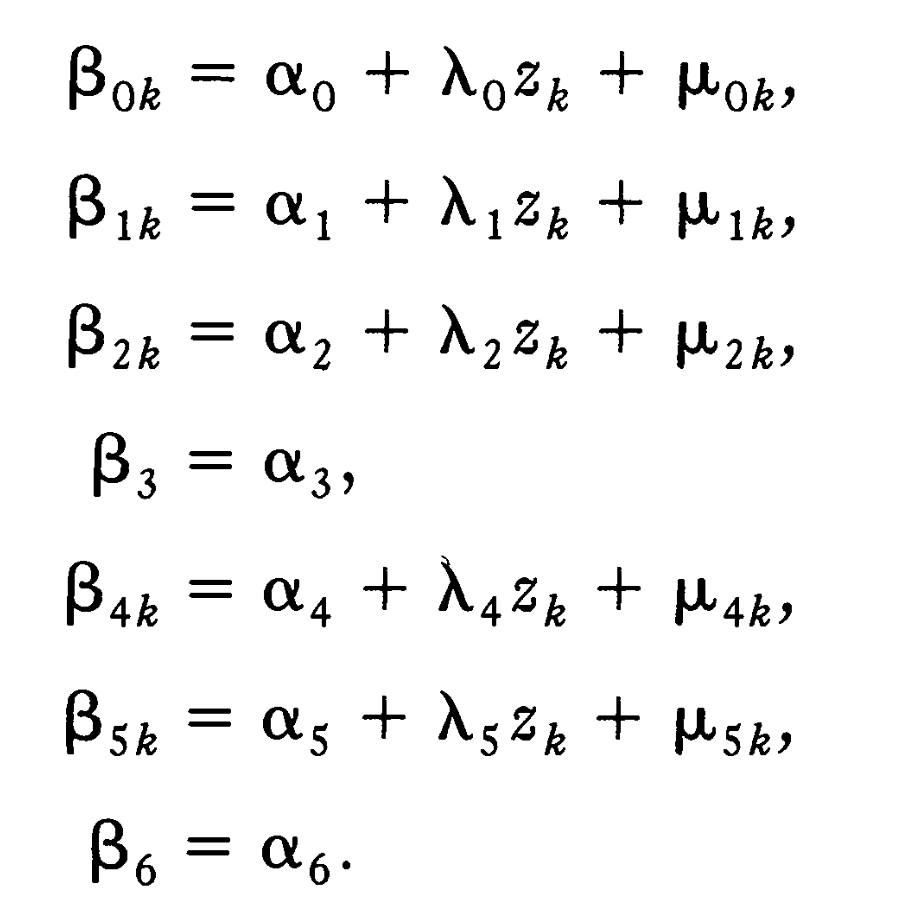 β₀ₖ = α₀ + λ₀zₖ + μ₀ₖ,
β₁ₖ = α₁ + λ₁zₖ + μ₁ₖ,
β₂ₖ = α₂ + λ₂zₖ + μ₂ₖ,
β₃ = α₃,
β₄ₖ = α₄ + λ₄zₖ + μ₄ₖ,
β₅ₖ = α₅ + λ₅zₖ + μ₅ₖ,
β₆ = α₆.